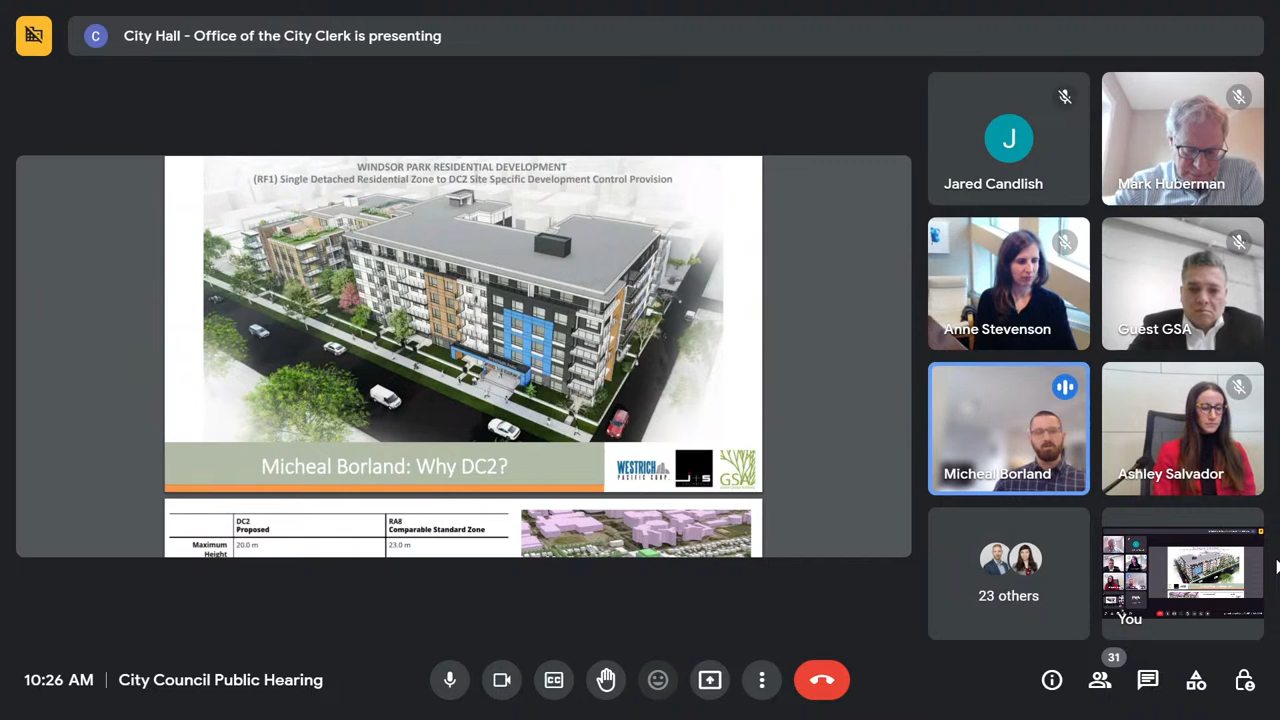 C
City Hall - Office of the City Clerk is presenting
WINDSOR PARK RESIDENTIAL DEVELOPMENT
(RF1) Single Detached Residential Zone to DC2 Site Specific Development Control Provision
Micheal Borland: Why DC2?
WESTRICH
PACIFIC CORP.
GSA
DC2
Proposed
RA8
Comparable Standard Zone
Maximum
Height
20.0 m
23.0 m
J
Jared Candlish
Mark Huberman
Anne Stevenson
Guest GSA
Micheal Borland
Ashley Salvador
23 others
You
10:26 AM
City Council Public Hearing
31